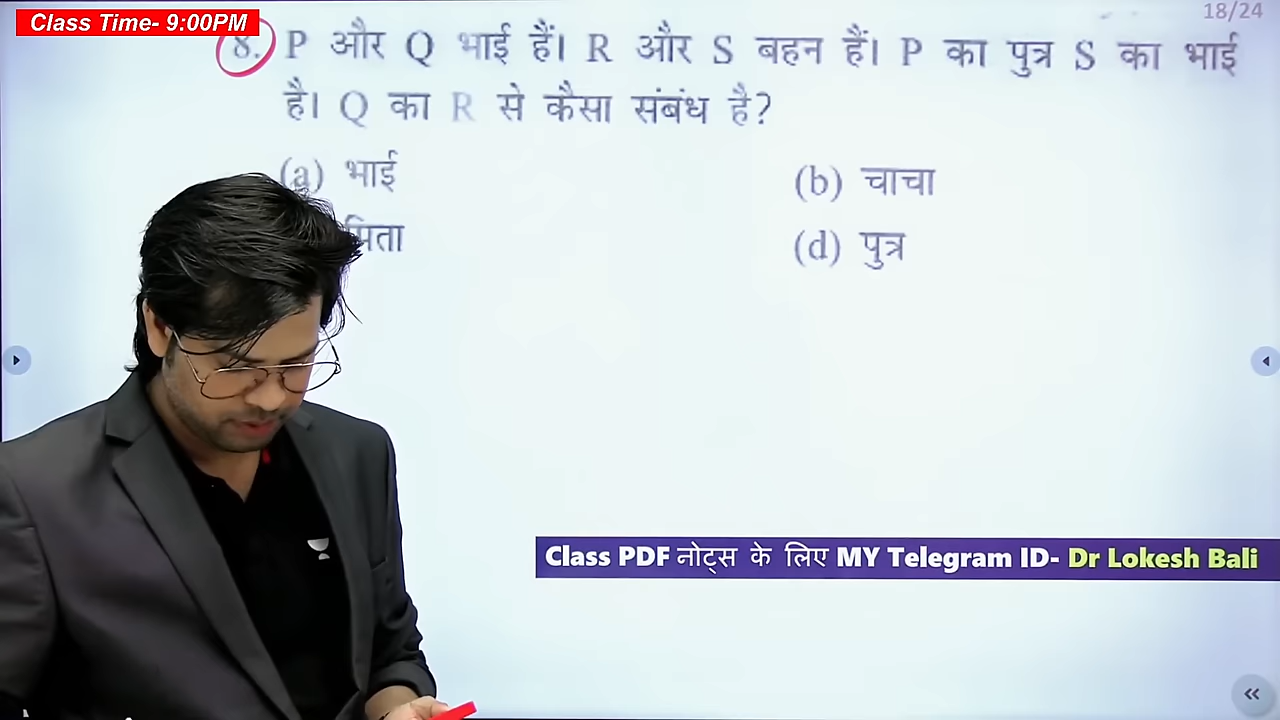 Class Time- 9:00PM
18/24
8. P और Q भाई हैं। R और S बहन हैं। P का पुत्र S का भाई
है। Q का R से कैसा संबंध है?
(a) भाई
(b) चाचा
पिता
(d) पुत्र
Class PDF नोट्स के लिए MY Telegram ID- Dr Lokesh Bali